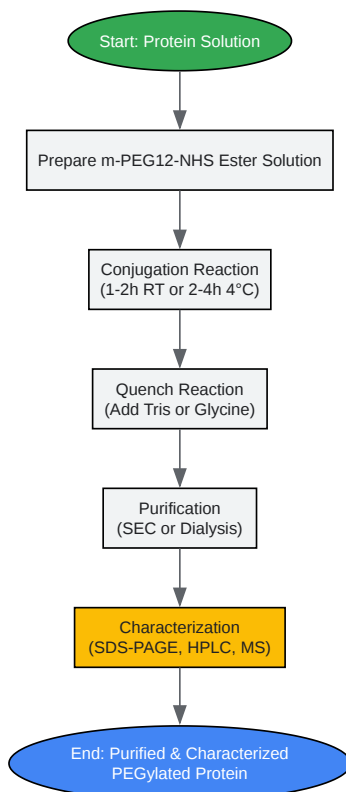 Start: Protein Solution
Prepare m-PEG12-NHS Ester Solution
Conjugation Reaction
(1-2h RT or 2-4h 4°C)
Quench Reaction
(Add Tris or Glycine)
Purification
(SEC or Dialysis)
Characterization
(SDS-PAGE, HPLC, MS)
End: Purified & Characterized
PEGylated Protein